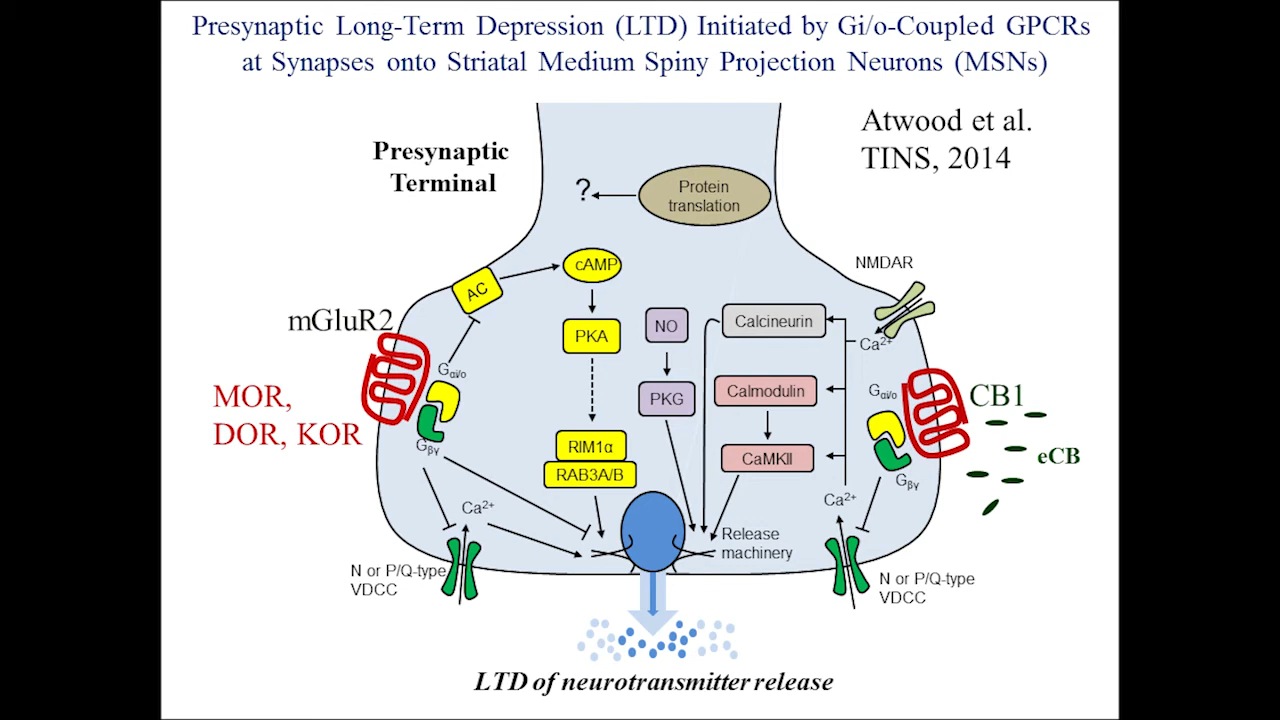 Presynaptic Long-Term Depression (LTD) Initiated by Gi/o-Coupled GPCRs
at Synapses onto Striatal Medium Spiny Projection Neurons (MSNs)
Atwood et al.
TINS, 2014
Presynaptic
Terminal
?
Protein
translation
NMDAR
cAMP
AC
mGluR2
PKA
NO
Calcineurin
Ca2+
Gαi/o
MOR,
DOR, KOR
PKG
Calmodulin
Gαi/o
CB1
Gβγ
RIM1α
RAB3A/B
CaMKII
eCB
Gβγ
Ca2+
Ca2+
Release
machinery
N or P/Q-type
VDCC
N or P/Q-type
VDCC
LTD of neurotransmitter release